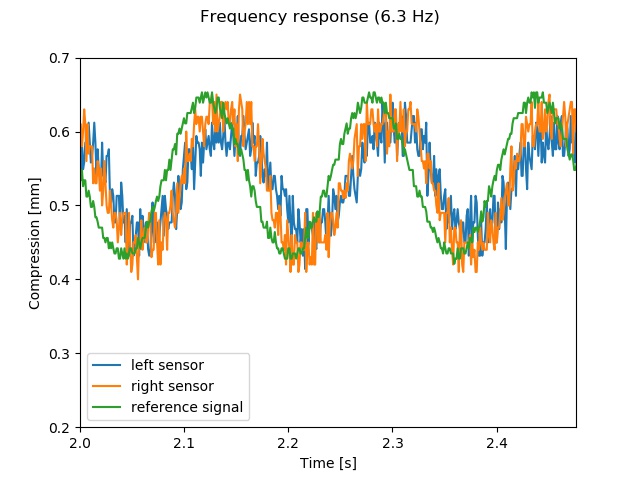 Frequency response (6.3 Hz)
0.7
0.6
0.5
0.4
0.3
0.2
Compression [mm]
left sensor
right sensor
reference signal
2.0 2.1 2.2 2.3 2.4
Time [s]